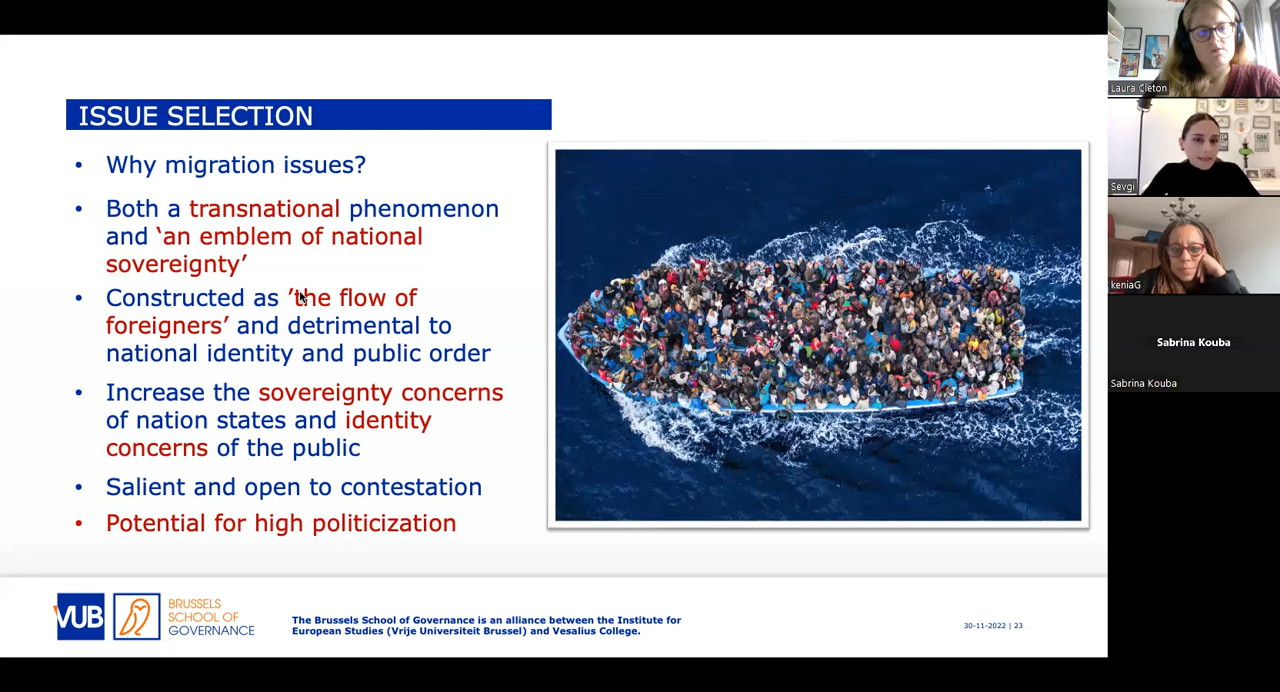 ISSUE SELECTION
• Why migration issues?
• Both a transnational phenomenon
and ‘an emblem of national
sovereignty’
• Constructed as ’the flow of
foreigners’ and detrimental to
national identity and public order
• Increase the sovereignty concerns
of nation states and identity
concerns of the public
• Salient and open to contestation
• Potential for high politicization
VUB
BRUSSELS
SCHOOL OF
GOVERNANCE
The Brussels School of Governance is an alliance between the Institute for
European Studies (Vrije Universiteit Brussel) and Vesalius College.
30-11-2022 | 23
Laura Cleton
Sevgi
keniaG
Sabrina Kouba
Sabrina Kouba